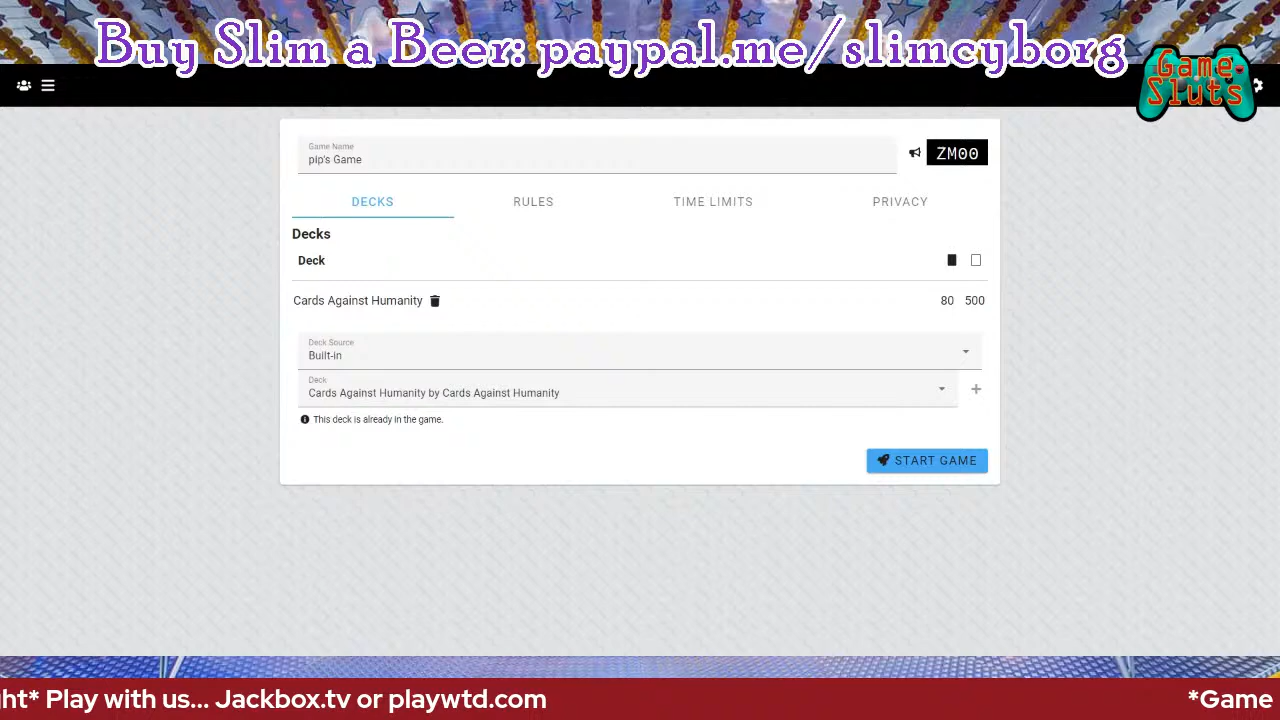 Buy Slim a Beer: paypal.me/slimcyborg
Game
Sluts
Game Name
pip's Game
ZM00
DECKS
RULES
TIME LIMITS
PRIVACY
Decks
Deck
Cards Against Humanity
80
500
Deck Source
Built-in
Deck
Cards Against Humanity by Cards Against Humanity
This deck is already in the game.
START GAME
ht* Play with us... Jackbox.tv or playwtd.com
*Game